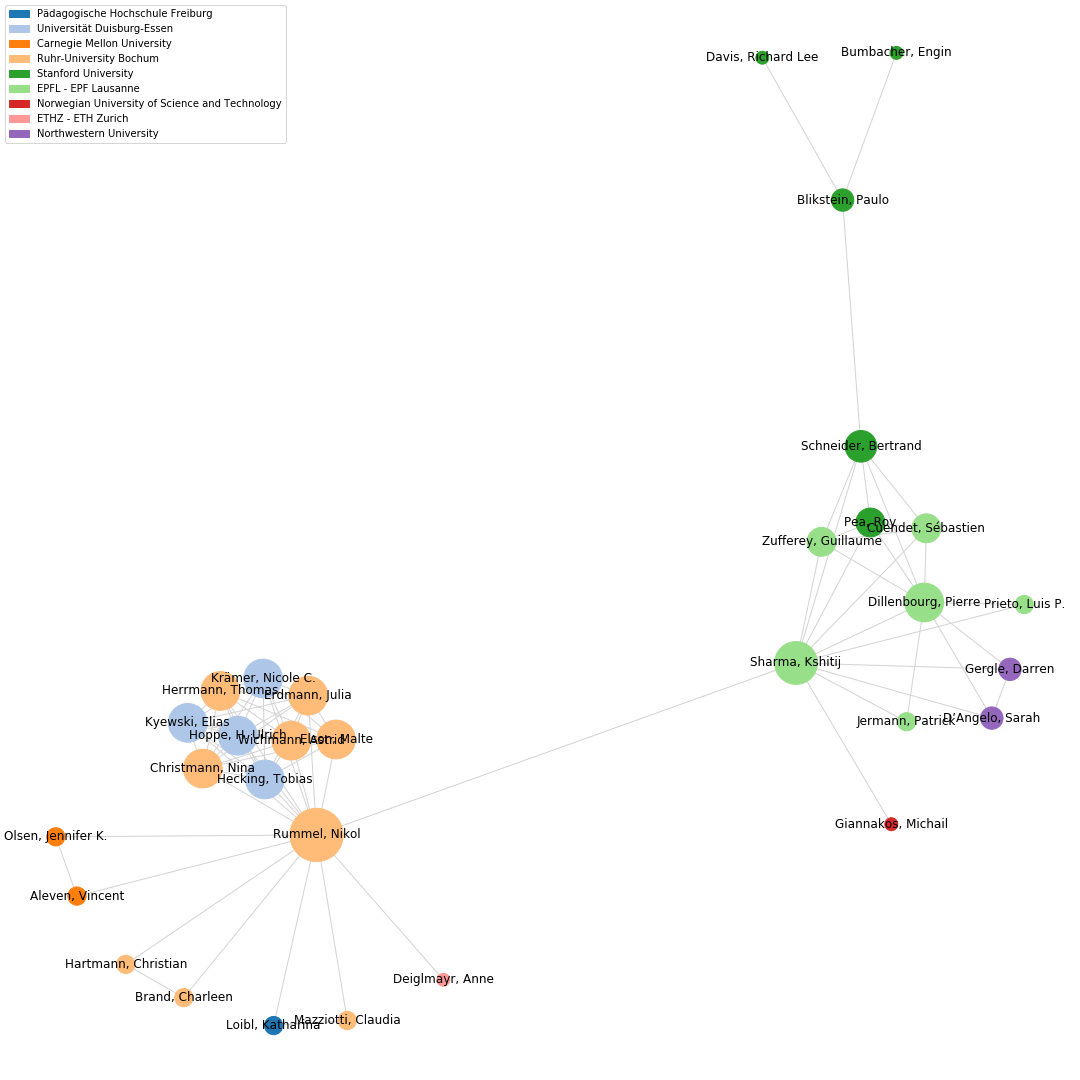 Pädagogische Hochschule Freiburg
Universität Duisburg-Essen
Carnegie Mellon University
Ruhr-University Bochum
Stanford University
EPFL - EPF Lausanne
Norwegian University of Science and Technology
ETHZ - ETH Zurich
Northwestern University
Davis, Richard Lee
Bumbacher, Engin
Blikstein, Paulo
Schneider, Bertrand
Pea, Roy
Cuendet, Sébastien
Zufferey, Guillaume
Dillenbourg, Pierre
Prieto, Luis P.
Sharma, Kshitij
Gergle, Darren
Jermann, Patrick
D'Angelo, Sarah
Giannakos, Michail
Krämer, Nicole C.
Herrmann, Thomas
Erdmann, Julia
Kyewski, Elias
Hoppe, H. Ulrich
Wichmann, Astrid
Elson, Malte
Christmann, Nina
Hecking, Tobias
Rummel, Nikol
Olsen, Jennifer K.
Aleven, Vincent
Hartmann, Christian
Brand, Charleen
Deiglmayr, Anne
Loibl, Katharina
Mazziotti, Claudia